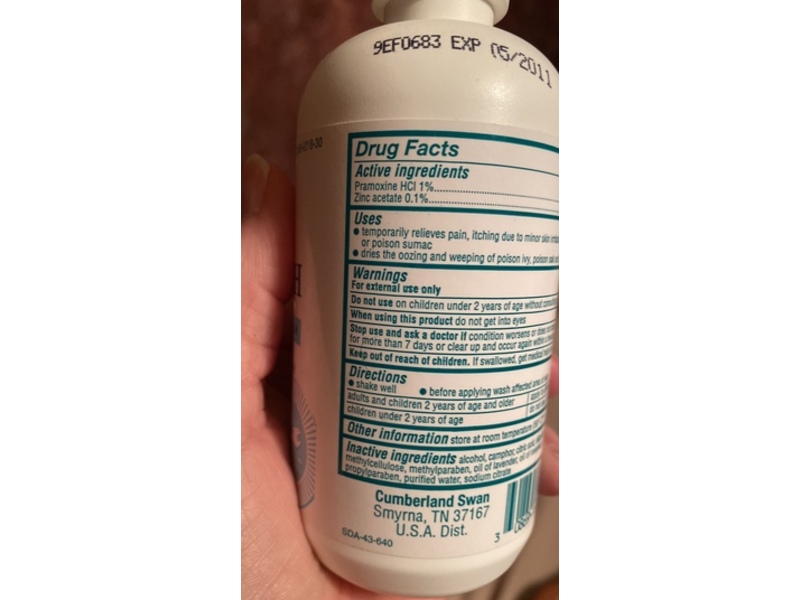 9EF0683 EXP 05/2011
Drug Facts
Active ingredients
Pramoxine HCl 1%
Zinc acetate 0.1%
Uses
• temporarily relieves pain, itching due to minor skin
or poison sumac
• dries the oozing and weeping of poison ivy, poison
Warnings
For external use only
Do not use on children under 2 years of age without
When using this product do not get into eyes
Stop use and ask a doctor if condition worsens or
for more than 7 days or clear up and occur again within
Keep out of reach of children. If swallowed, get medical
Directions
• shake well • before applying wash affected area
adults and children 2 years of age and older
children under 2 years of age
Other information store at room temperature
Inactive ingredients alcohol, camphor, citric
methylcellulose, methylparaben, oil of lavender, oil of
propylparaben, purified water, sodium citrate
Cumberland Swan
Smyrna, TN 37167
U.S.A. Dist.
SDA-43-640
3
H